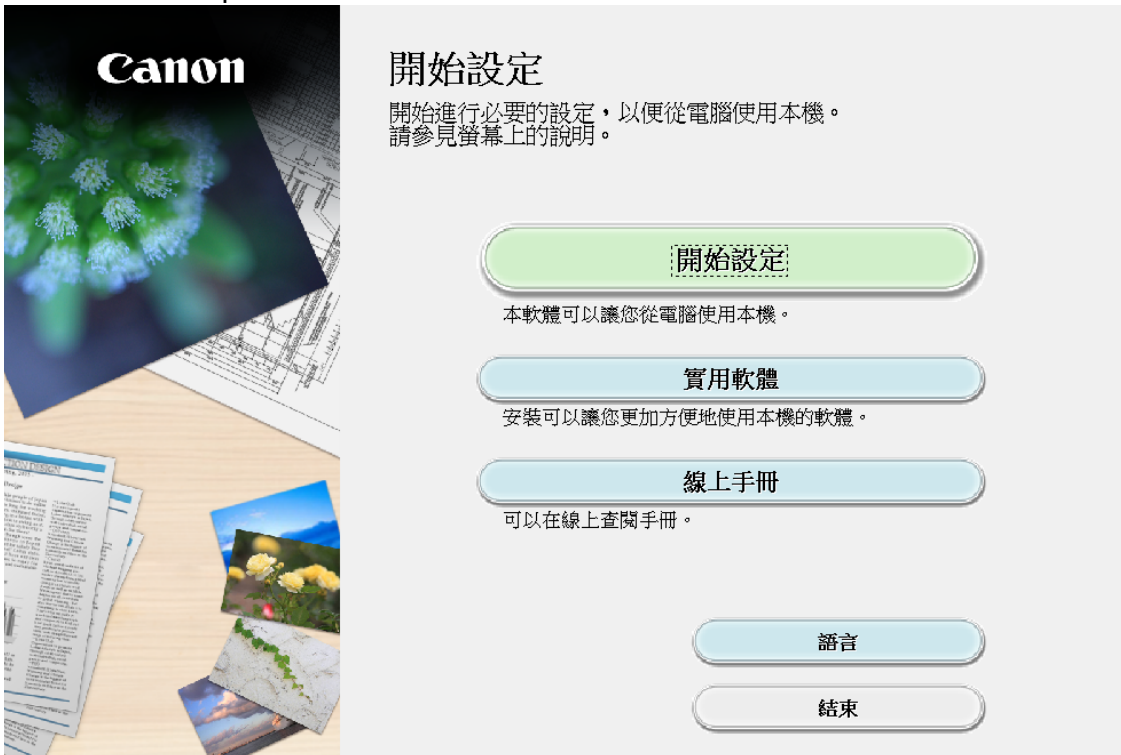 Canon
開始設定
開始進行必要的設定，以便從電腦使用本機。
請參見螢幕上的說明。
開始設定
本軟體可以讓您從電腦使用本機。
實用軟體
安裝可以讓您更加方便地使用本機的軟體。
線上手冊
可以在線上查閱手冊。
語言
結束